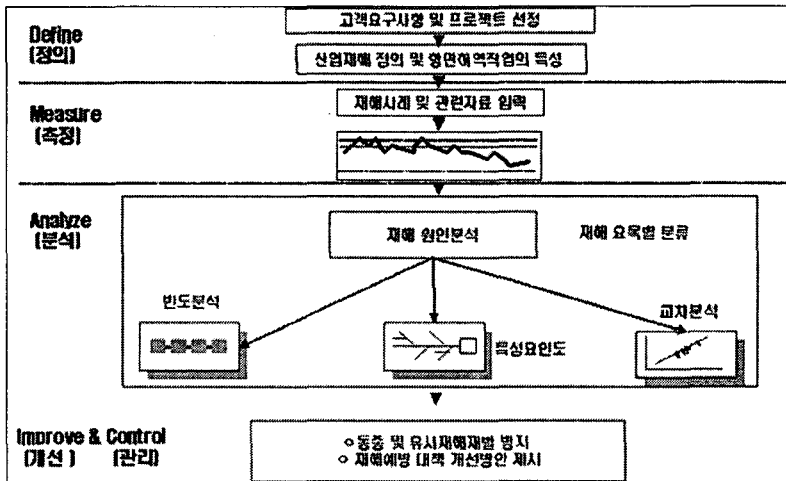 고객요구사항 및 프로젝트 선정
Define
(정의)
산업재해 정의 및 항만하역작업의 특성
재해사례 및 관련자료 입력
Measure
(측정)
Analyze
(분석)
재해 원인분석
재해 요목별 분류
빈도분석
특성요인도
교차분석
Improve & Control
(개선) (관리)
○동종 및 유사재해재발 방지
○ 재해예방 대책 개선방안 제시